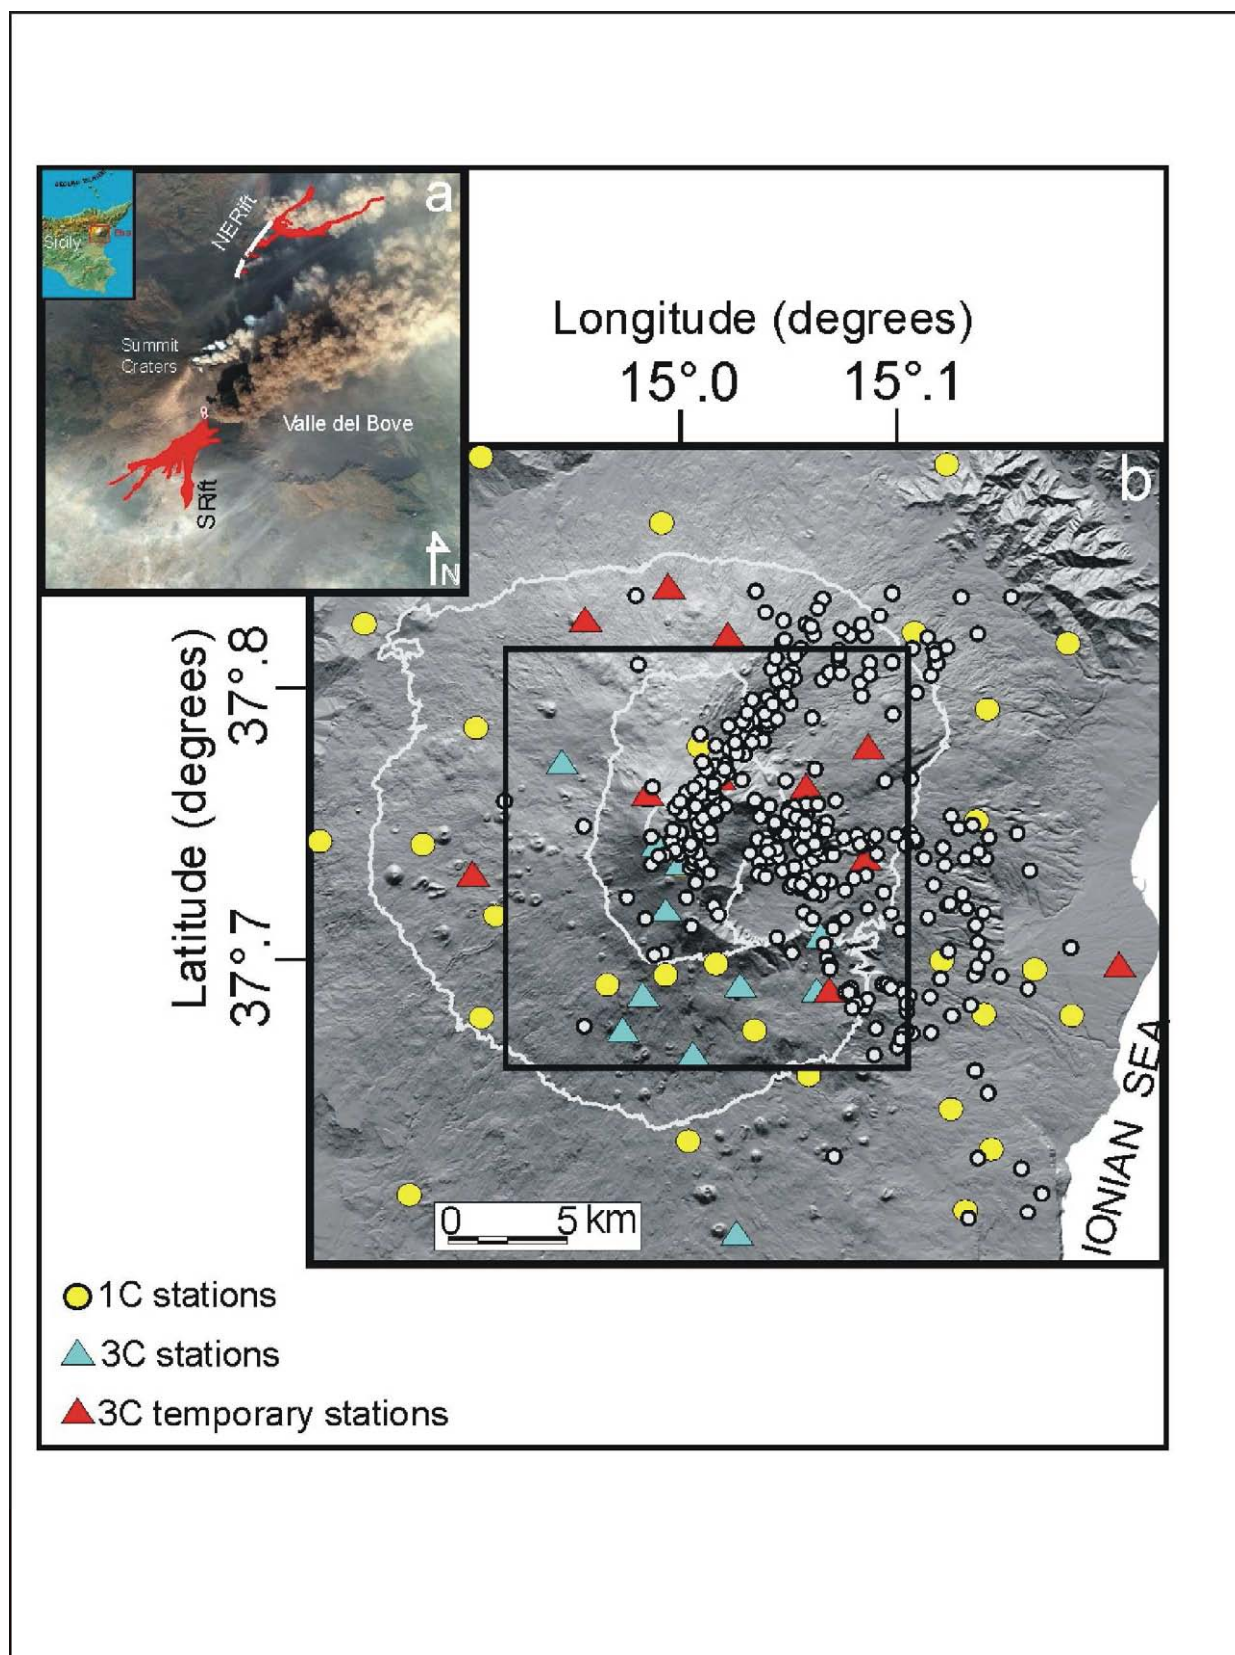 a
Sicily
Etna
NERift
Summit
Craters
Valle del Bove
SRift
N
Longitude (degrees)
15°.0
15°.1
b
Latitude (degrees)
37°.8
37°.7
IONIAN SEA
0 5 km
1C stations
3C stations
3C temporary stations